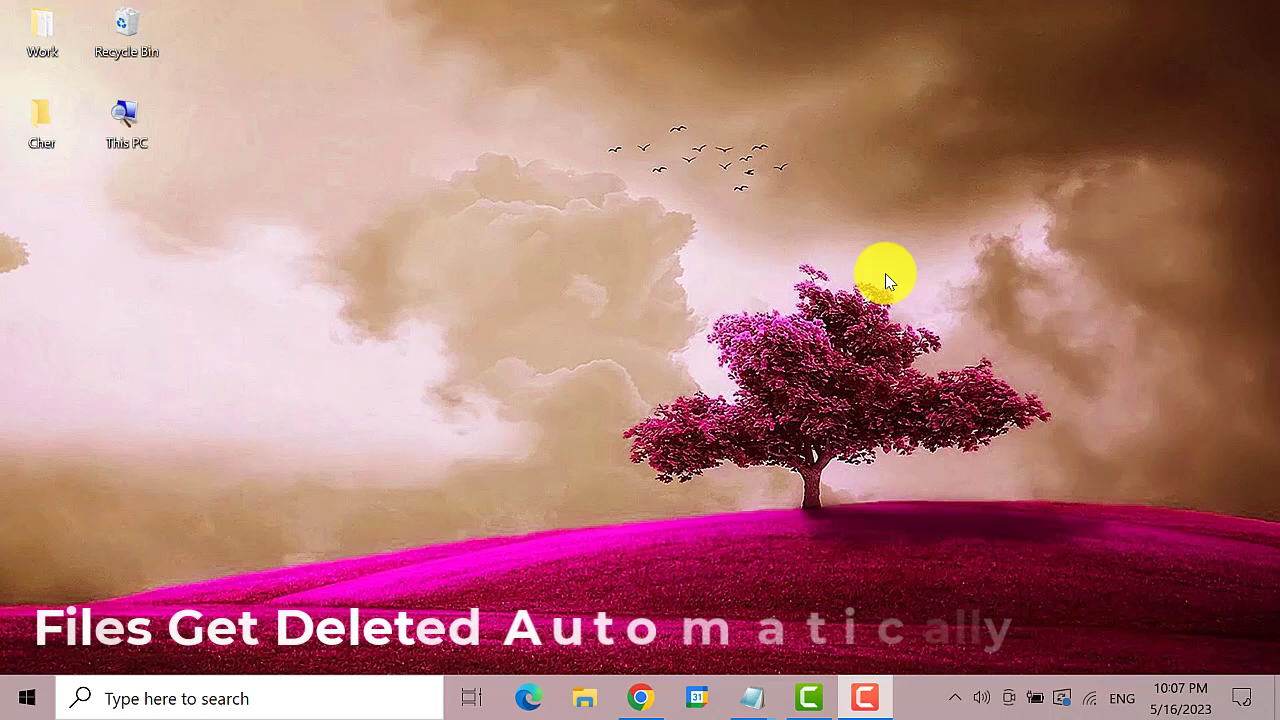 Work
Recycle Bin
Cher
This PC
Files Get Deleted Automatically
Type here to search
31
ENG
10:07 PM
5/16/2023